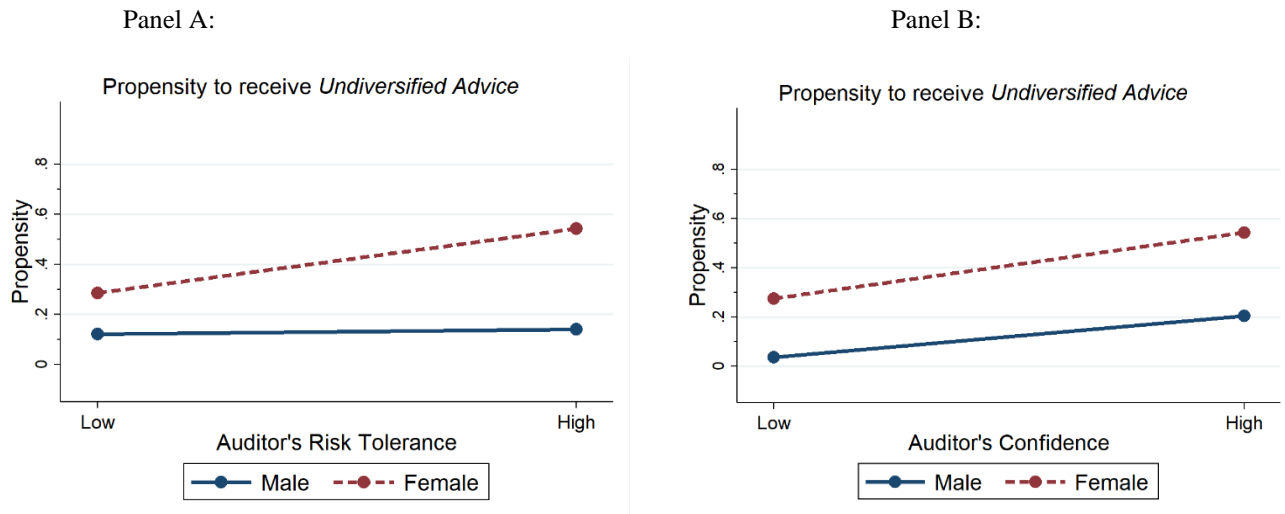 Panel A:
Propensity to receive Undiversified Advice
Propensity
.8
.6
.4
.2
0
Low
High
Auditor's Risk Tolerance
Male
Female
Panel B:
Propensity to receive Undiversified Advice
Propensity
.8
.6
.4
.2
0
Low
High
Auditor's Confidence
Male
Female